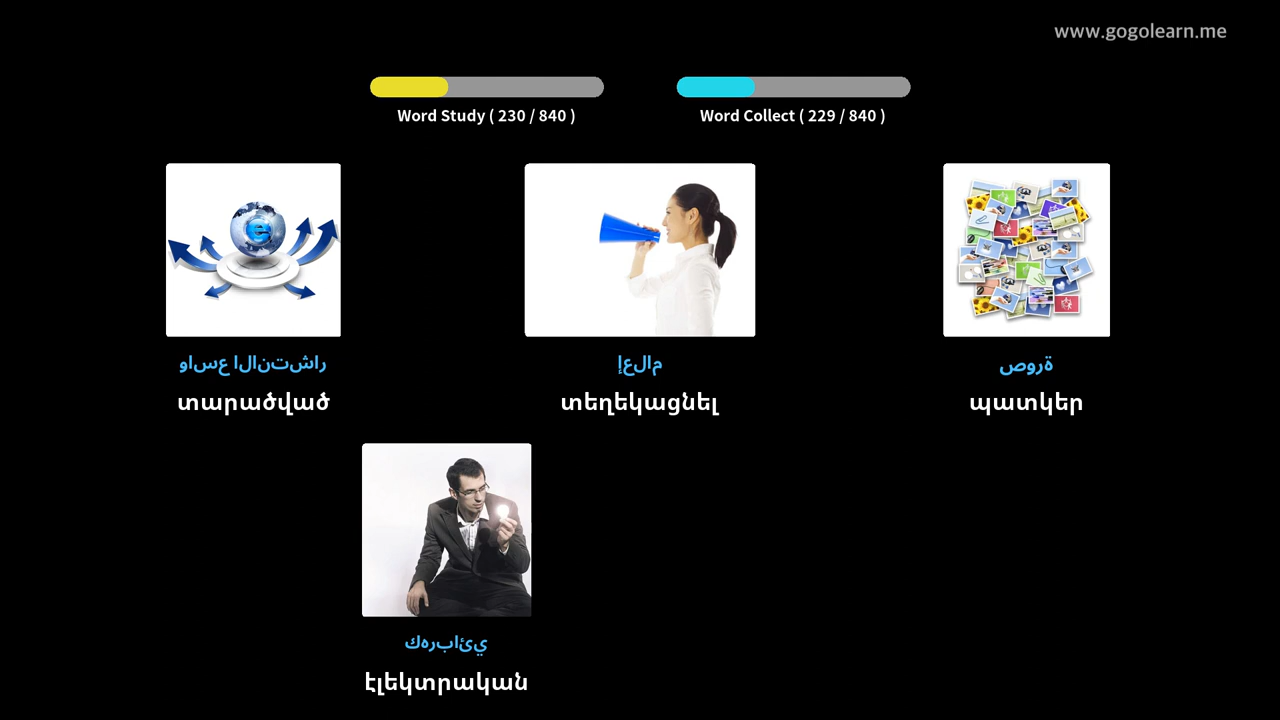 www.gogolearn.me
Word Study ( 230 / 840 )
Word Collect ( 229 / 840 )
واسع الانتشار
տարածված
إعلام
տեղեկացնել
صورة
պատկեր
كهربائي
էլեկտրական